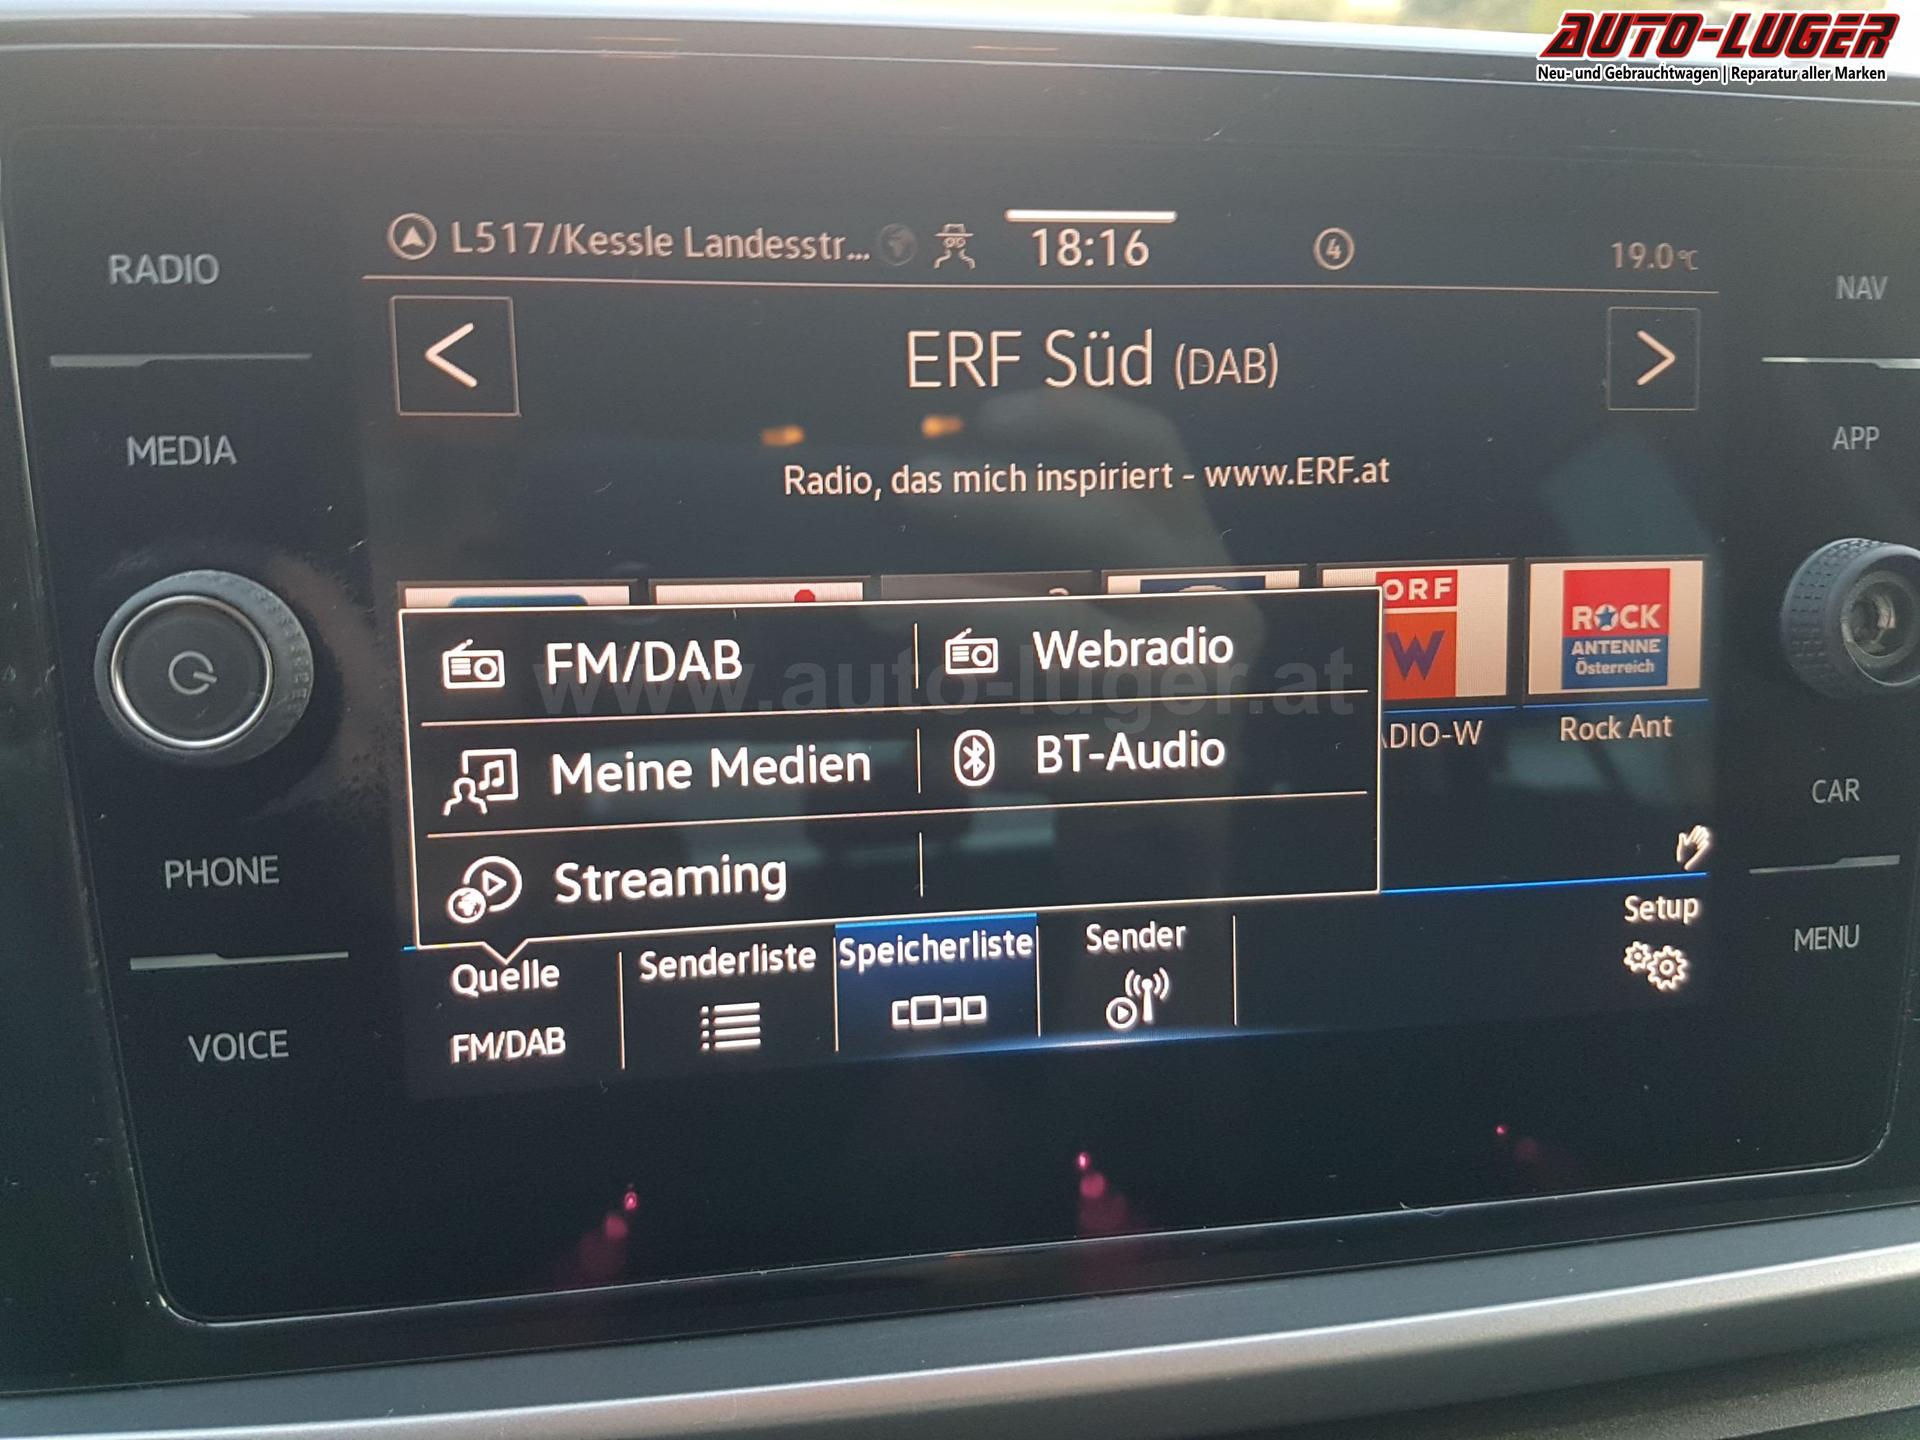 AUTO-LUGER
Neu- und Gebrauchtwagen | Reparatur aller Marken
RADIO
MEDIA
PHONE
VOICE
L517/Kessle Landesstr...
18:16
4
19.0°C
ERF Süd (DAB)
Radio, das mich inspiriert - www.ERF.at
FM/DAB
Webradio
Meine Medien
BT-Audio
Streaming
www.auto-luger.at
ORF
W
ADIO-W
ROCK
ANTENNE
Österreich
Rock Ant
Quelle
FM/DAB
Senderliste
Speicherliste
Sender
Setup
NAV
APP
CAR
MENU